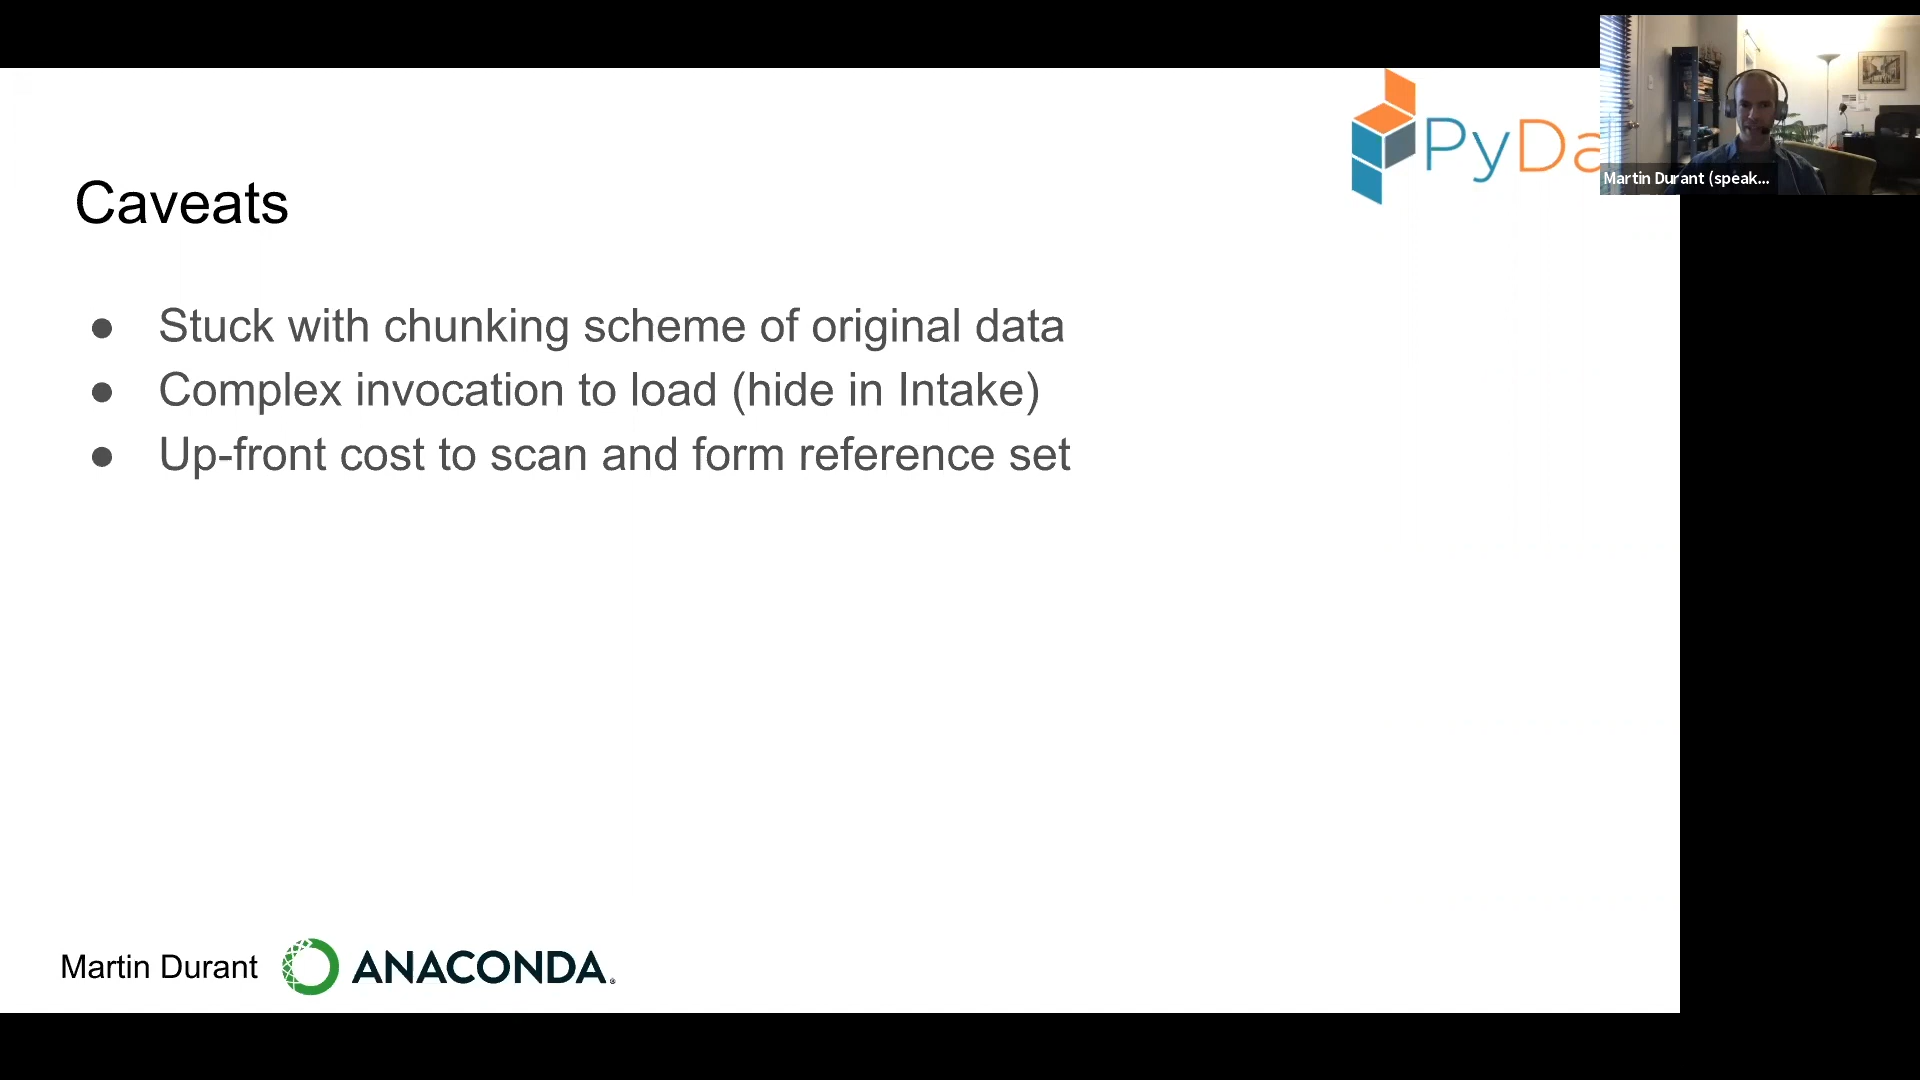 PyDa
Martin Durant (speak...
Caveats
● Stuck with chunking scheme of original data
● Complex invocation to load (hide in Intake)
● Up-front cost to scan and form reference set
Martin Durant
ANACONDA®